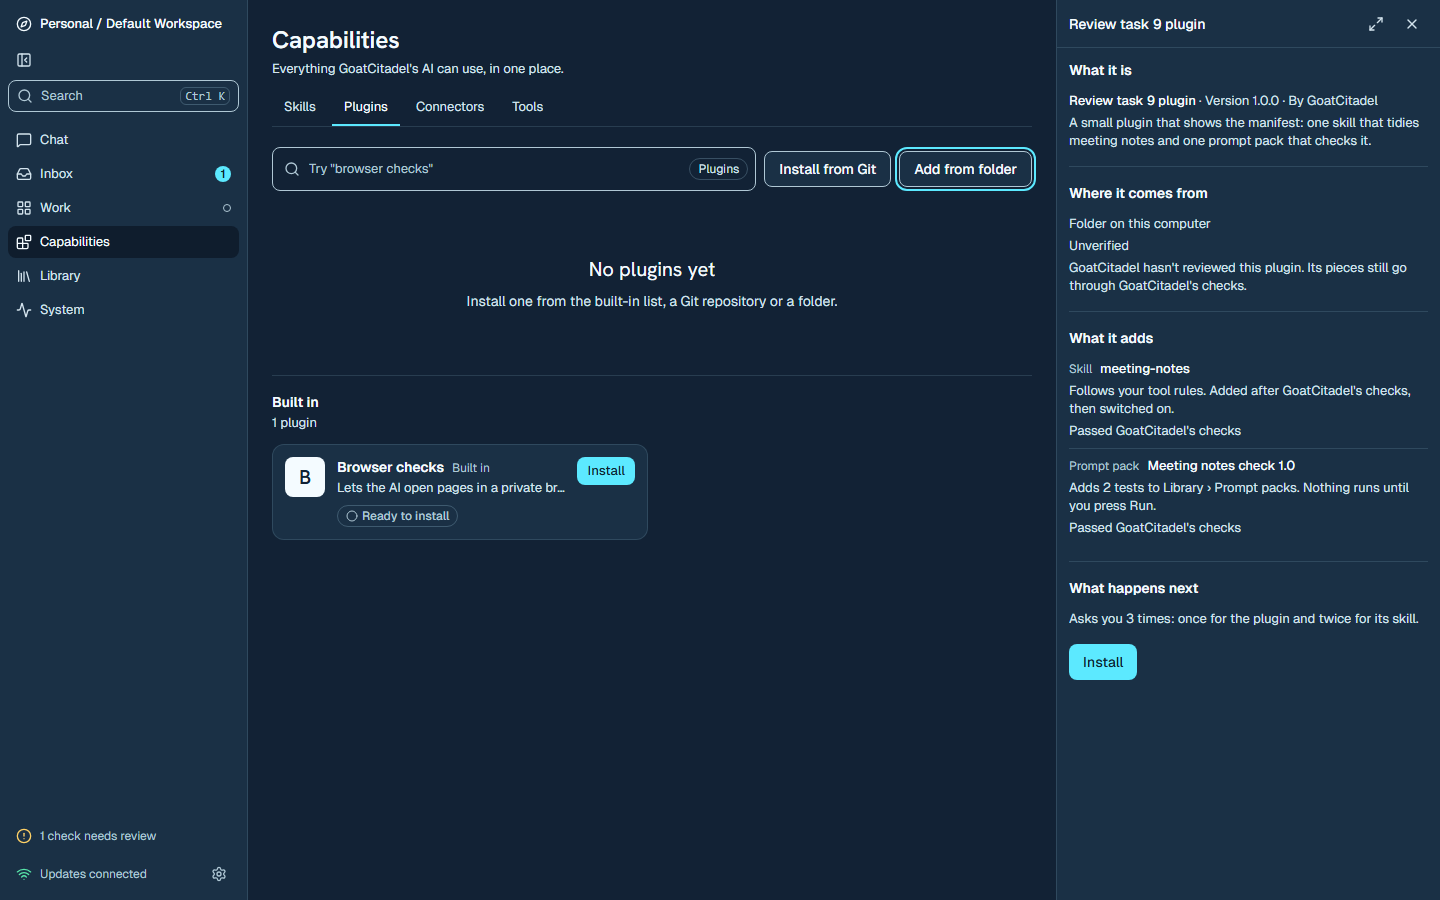 Personal / Default Workspace
Search
Ctrl K
Chat
Inbox
1
Work
Capabilities
Library
System
1 check needs review
Updates connected
Capabilities
Everything GoatCitadel's AI can use, in one place.
Skills
Plugins
Connectors
Tools
Try "browser checks"
Plugins
Install from Git
Add from folder
No plugins yet
Install one from the built-in list, a Git repository or a folder.
Built in
1 plugin
B
Browser checks Built in
Lets the AI open pages in a private br...
Install
Ready to install
Review task 9 plugin
What it is
Review task 9 plugin · Version 1.0.0 · By GoatCitadel
A small plugin that shows the manifest: one skill that tidies
meeting notes and one prompt pack that checks it.
Where it comes from
Folder on this computer
Unverified
GoatCitadel hasn't reviewed this plugin. Its pieces still go
through GoatCitadel's checks.
What it adds
Skill meeting-notes
Follows your tool rules. Added after GoatCitadel's checks,
then switched on.
Passed GoatCitadel's checks
Prompt pack Meeting notes check 1.0
Adds 2 tests to Library › Prompt packs. Nothing runs until
you press Run.
Passed GoatCitadel's checks
What happens next
Asks you 3 times: once for the plugin and twice for its skill.
Install